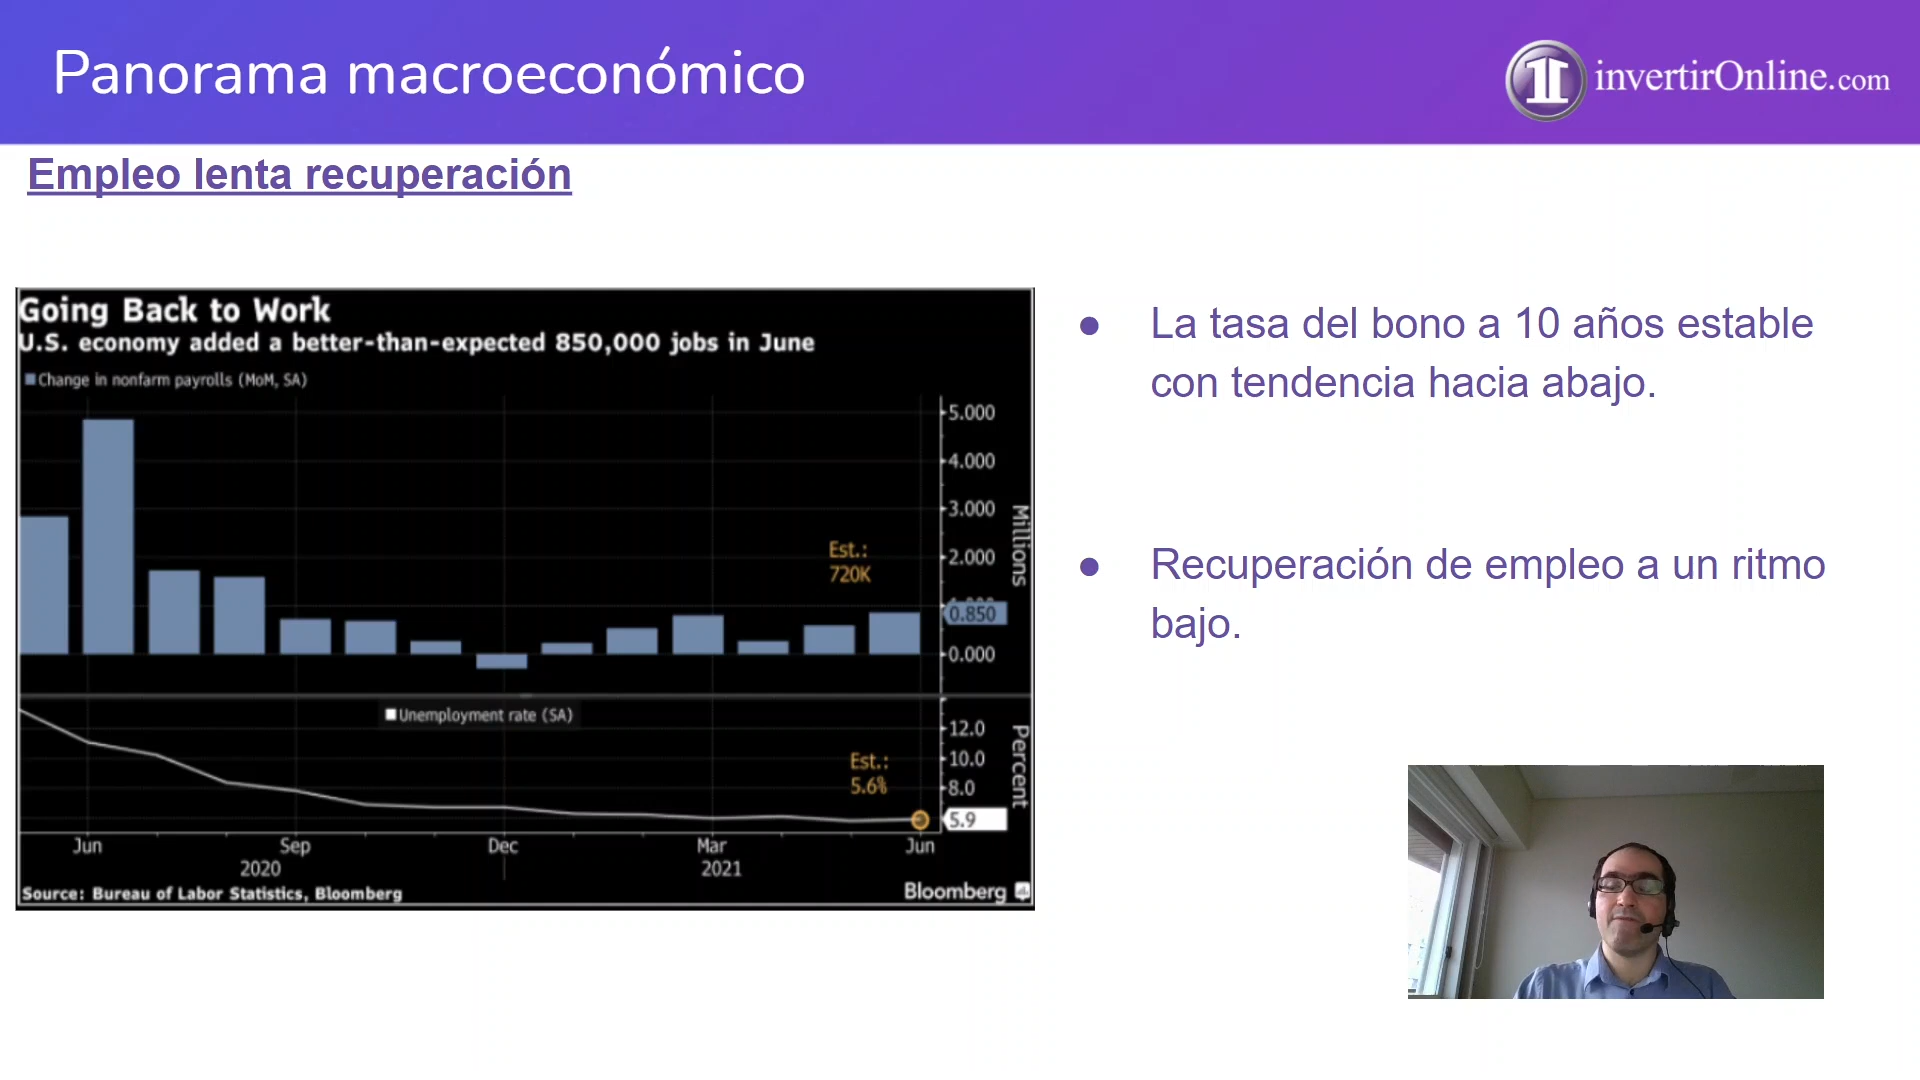 Panorama macroeconómico
invertirOnline.com
Empleo lenta recuperación
Going Back to Work
U.S. economy added a better-than-expected 850,000 jobs in June
Change in nonfarm payrolls (MoM, SA)
5.000
4.000
3.000
2.000
0.850
0.000
Millions
Est.:
720K
Unemployment rate (SA)
12.0
10.0
8.0
5.9
Percent
Est.:
5.6%
Jun Sep Dec Mar Jun
2020 2021
Source: Bureau of Labor Statistics, Bloomberg
Bloomberg
● La tasa del bono a 10 años estable
con tendencia hacia abajo.
● Recuperación de empleo a un ritmo
bajo.